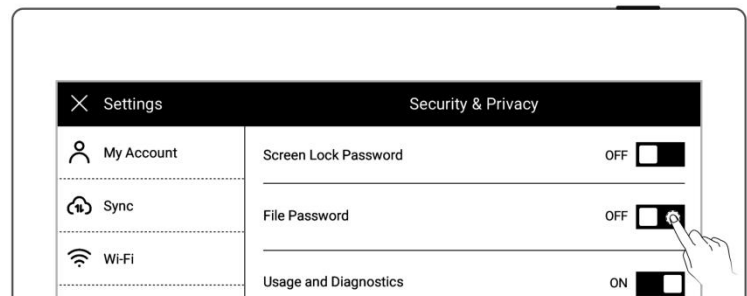 Settings
Security & Privacy
My Account
Screen Lock Password
OFF
Sync
File Password
OFF
Wi-Fi
Usage and Diagnostics
ON